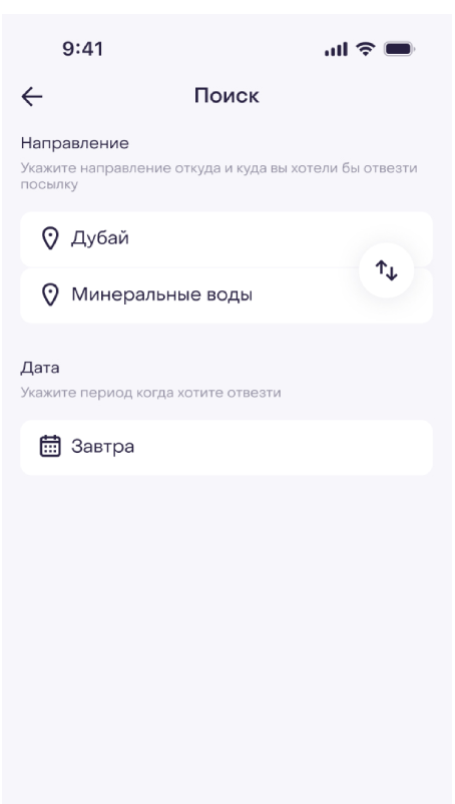 9:41
Поиск
Направление
Укажите направление откуда и куда вы хотели бы отвезти
посылку
Дубай
Минеральные воды
Дата
Укажите период когда хотите отвезти
Завтра